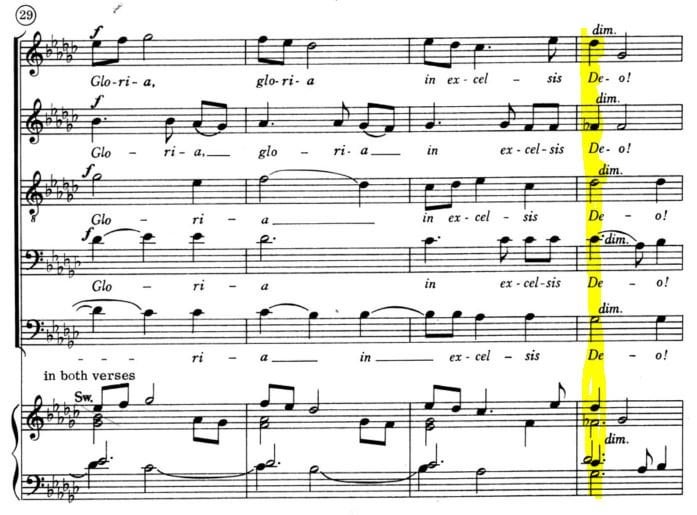 29
f dim.
Glo-ri-a, glo-ri-a in ex-cel – sis De-o!
f dim.
Glo – ri-a, glo – ri-a in ex-cel-sis De-o!
f dim.
Glo – ri – a in ex-cel – sis De – o!
f dim.
Glo – ri – a in ex-cel-sis De – o!
dim.
ri – a in ex-cel – sis De – o!
in both verses
Sw.
dim.